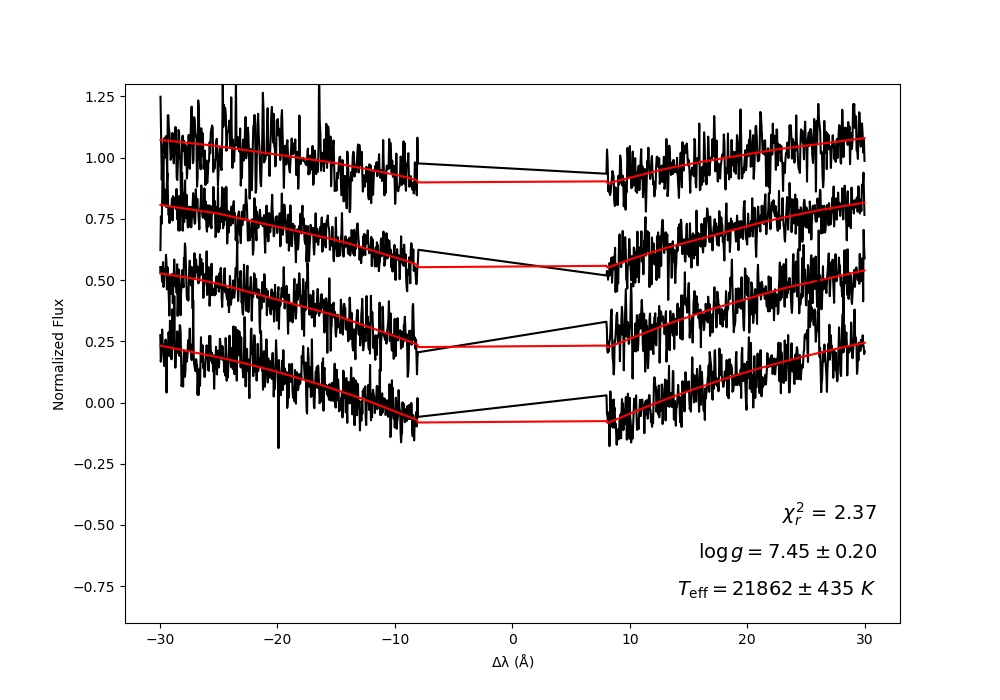 1.25
1.00
0.75
0.50
0.25
0.00
−0.25
−0.50
−0.75
Normalized Flux
χ²ᵣ = 2.37
log g = 7.45 ± 0.20
T_eff = 21862 ± 435 K
−30 −20 −10 0 10 20 30
Δλ (Å)